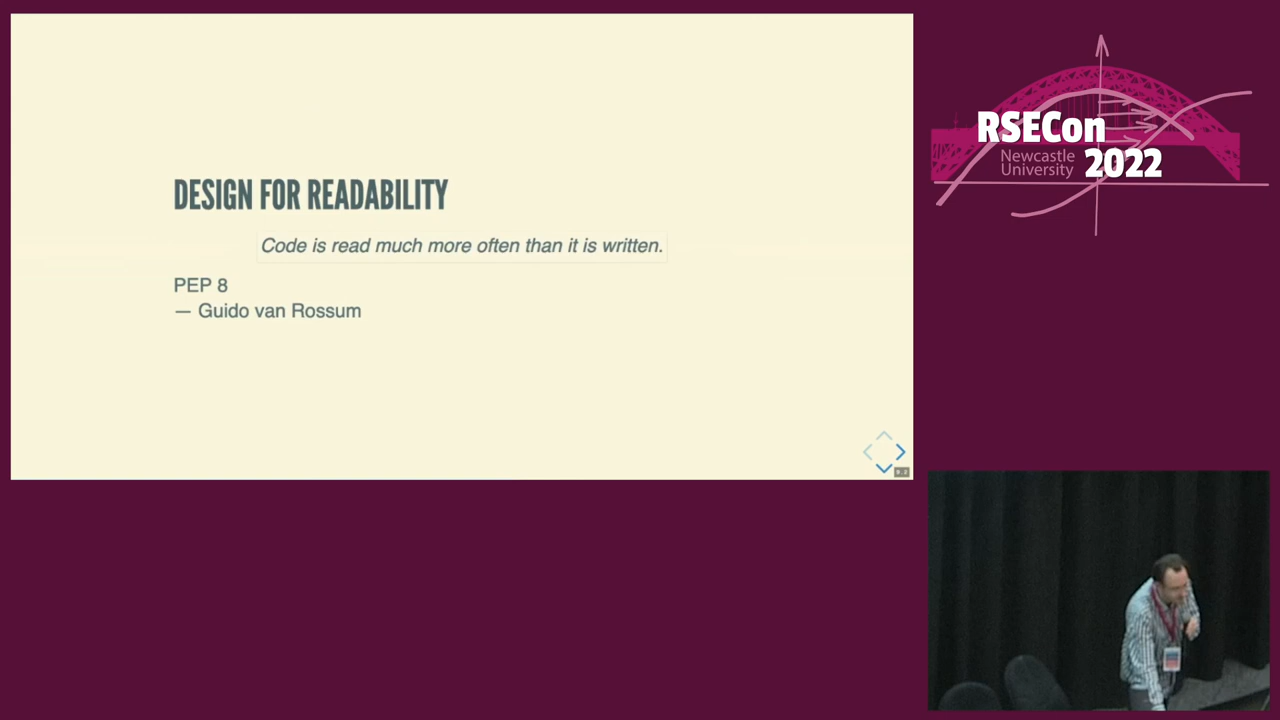 DESIGN FOR READABILITY
Code is read much more often than it is written.
PEP 8
— Guido van Rossum
RSECon
Newcastle
University
2022